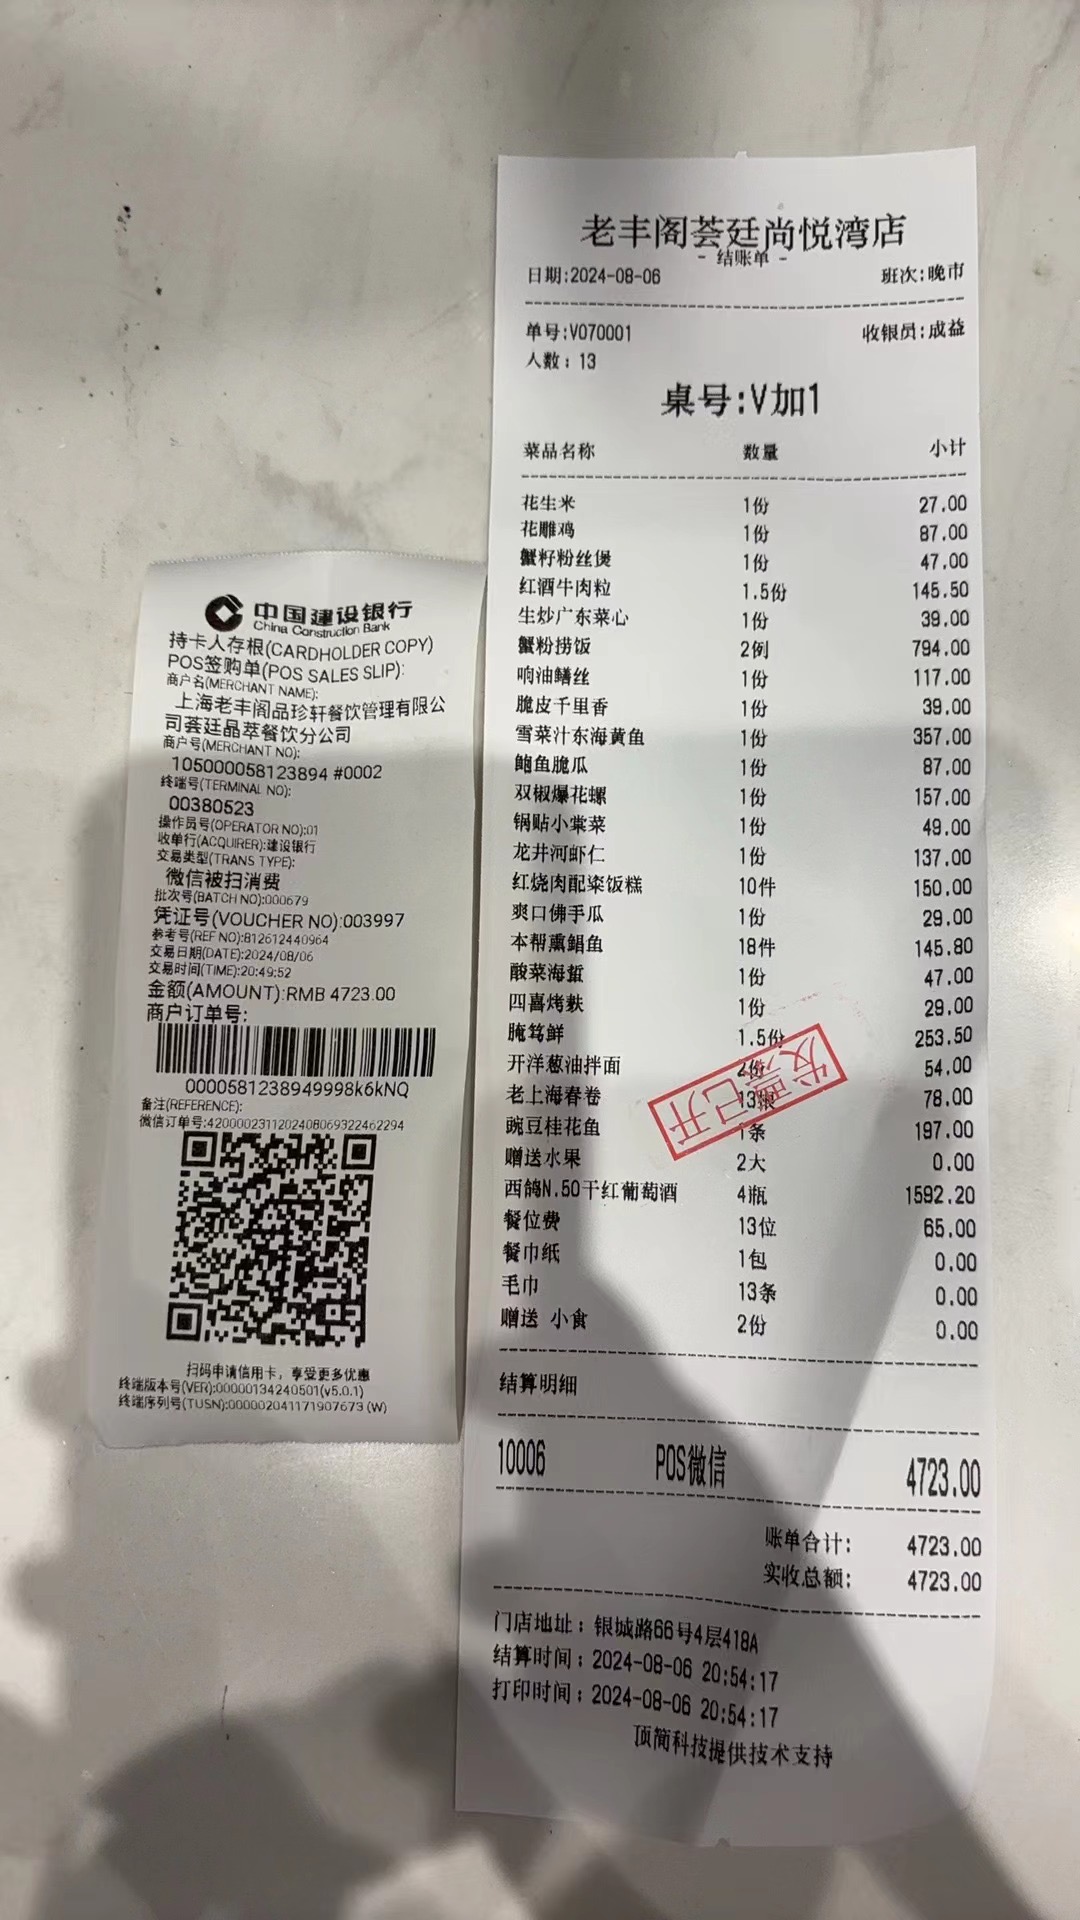 中国建设银行
China Construction Bank
持卡人存根(CARDHOLDER COPY)
POS签购单(POS SALES SLIP):
商户名(MERCHANT NAME):
上海老丰阁品珍轩餐饮管理有限公
司荟廷晶萃餐饮分公司
商户号(MERCHANT NO):
105000058123894 #0002
终端号(TERMINAL NO):
00380523
操作员号(OPERATOR NO):01
收单行(ACQUIRER):建设银行
交易类型(TRANS TYPE):
微信被扫消费
批次号(BATCH NO):000679
凭证号(VOUCHER NO):003997
参考号(REF NO):812612440964
交易日期(DATE):2024/08/06
交易时间(TIME):20:49:52
金额(AMOUNT):RMB 4723.00
商户订单号:
0000581238949998k6kNQ
备注(REFERENCE):
微信订单号:4200002311202408069322462294
扫码申请信用卡，享受更多优惠
终端版本号(VER):00000134240501(v5.0.1)
终端序列号(TUSN):000002041171907673 (W)
老丰阁荟廷尚悦湾店
- 结账单 -
日期:2024-08-06 班次:晚市
单号:V070001 收银员:成益
人数: 13
桌号:V加1
菜品名称 数量 小计
花生米 1份 27.00
花雕鸡 1份 87.00
蟹籽粉丝煲 1份 47.00
红酒牛肉粒 1.5份 145.50
生炒广东菜心 1份 39.00
蟹粉捞饭 2例 794.00
响油鳝丝 1份 117.00
脆皮千里香 1份 39.00
雪菜汁东海黄鱼 1份 357.00
鲍鱼脆瓜 1份 87.00
双椒爆花螺 1份 157.00
锅贴小棠菜 1份 49.00
龙井河虾仁 1份 137.00
红烧肉配粢饭糕 10件 150.00
爽口佛手瓜 1份 29.00
本帮熏鲳鱼 18件 145.80
酸菜海蜇 1份 47.00
四喜烤麸 1份 29.00
腌笃鲜 1.5份 253.50
开洋葱油拌面 2份 54.00
老上海春卷 13根 78.00
豌豆桂花鱼 1条 197.00
赠送水果 2大 0.00
西鸽N.50干红葡萄酒 4瓶 1592.20
餐位费 13位 65.00
餐巾纸 1包 0.00
毛巾 13条 0.00
赠送 小食 2份 0.00
发票已开
结算明细
10006 POS微信 4723.00
账单合计: 4723.00
实收总额: 4723.00
门店地址: 银城路66号4层418A
结算时间: 2024-08-06 20:54:17
打印时间: 2024-08-06 20:54:17
顶简科技提供技术支持